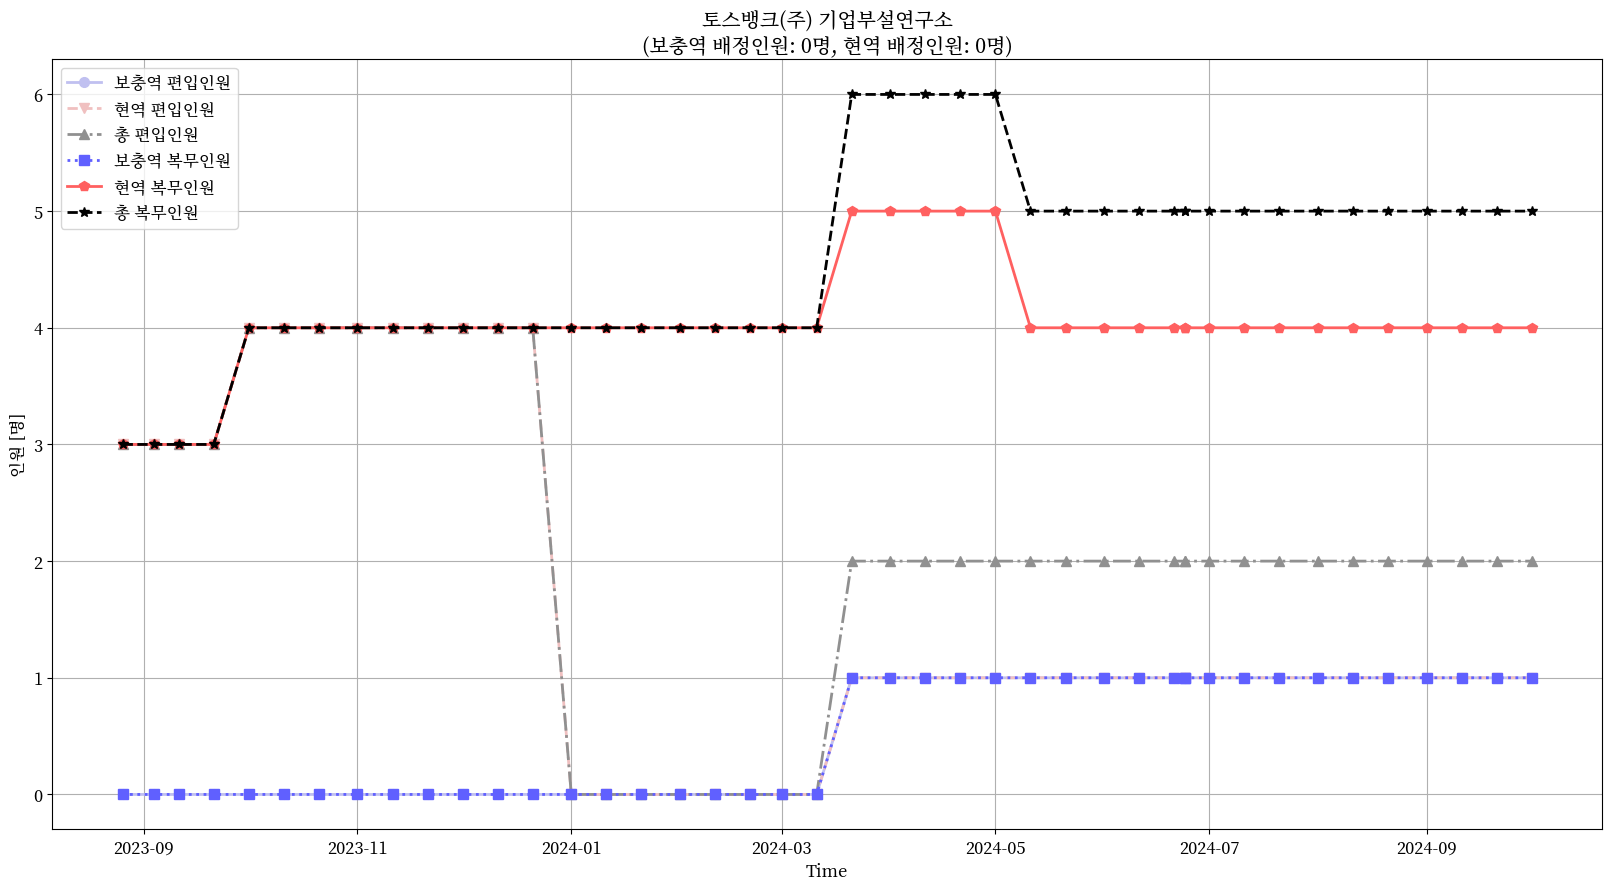 토스뱅크(주) 기업부설연구소
(보충역 배정인원: 0명, 현역 배정인원: 0명)
보충역 편입인원
현역 편입인원
총 편입인원
보충역 복무인원
현역 복무인원
총 복무인원
인원 [명]
6
5
4
3
2
1
0
2023-09 2023-11 2024-01 2024-03 2024-05 2024-07 2024-09
Time